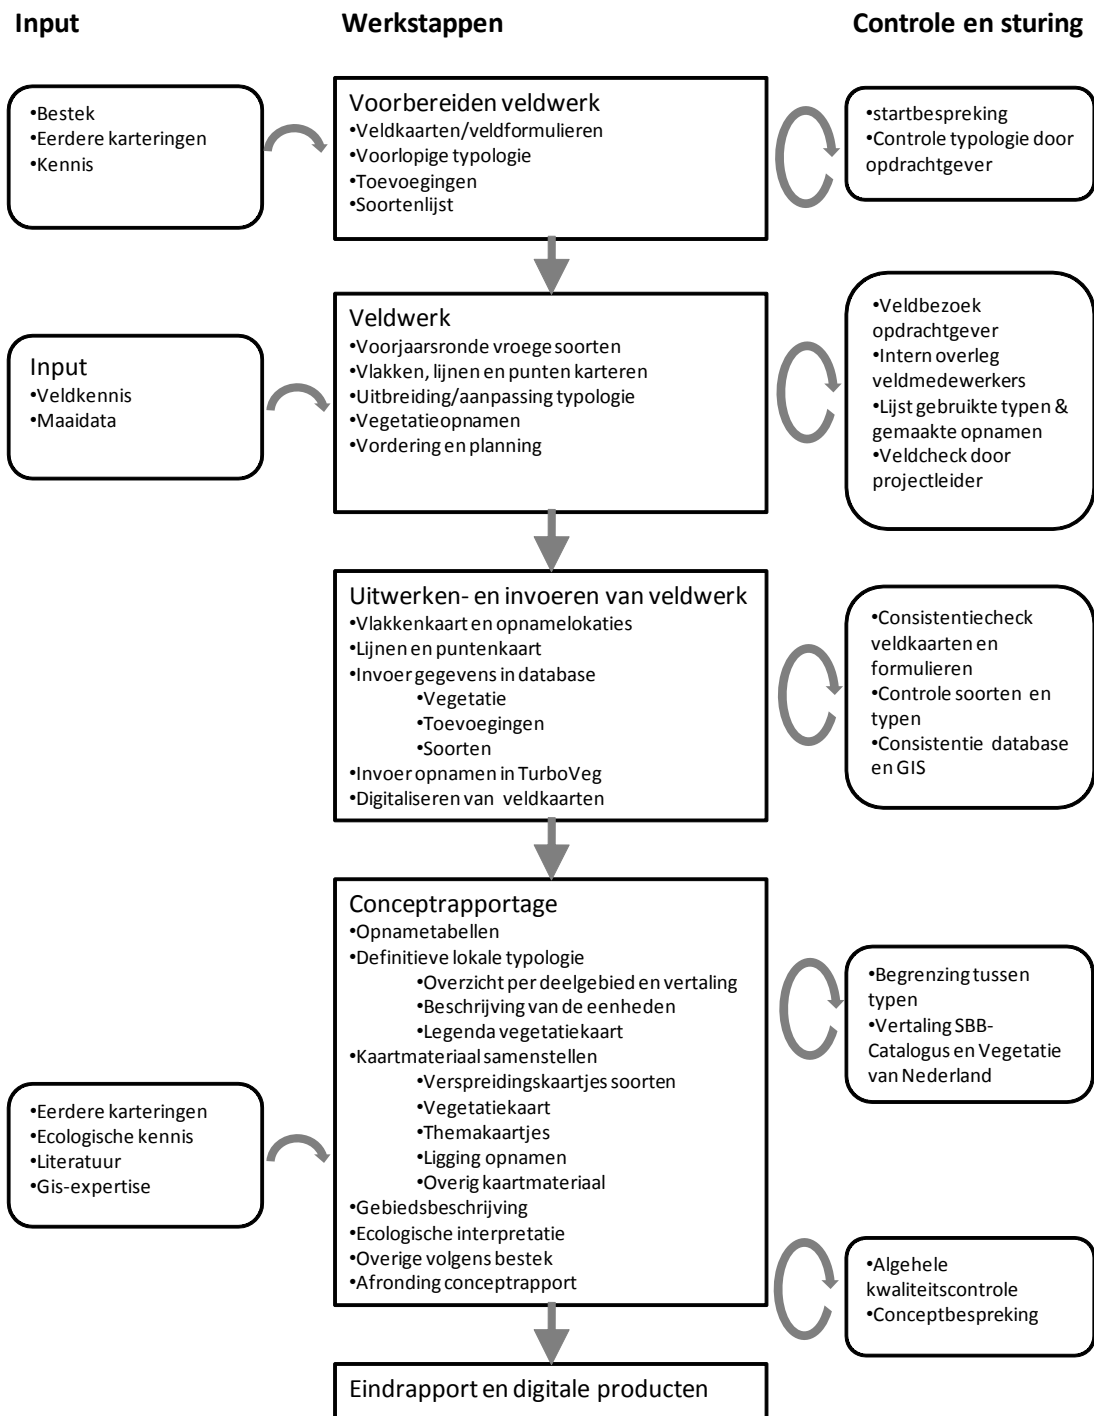 Input
Werkstappen
Controle en sturing
•Bestek
•Eerdere karteringen
•Kennis
Voorbereiden veldwerk
•Veldkaarten/veldformulieren
•Voorlopige typologie
•Toevoegingen
•Soortenlijst
•startbespreking
•Controle typologie door
opdrachtgever
Input
•Veldkennis
•Maaidata
Veldwerk
•Voorjaarsronde vroege soorten
•Vlakken, lijnen en punten karteren
•Uitbreiding/aanpassing typologie
•Vegetatieopnamen
•Vordering en planning
•Veldbezoek
opdrachtgever
•Intern overleg
veldmedewerkers
•Lijst gebruikte typen &
gemaakte opnamen
•Veldcheck door
projectleider
Uitwerken- en invoeren van veldwerk
•Vlakkenkaart en opnamelokaties
•Lijnen en puntenkaart
•Invoer gegevens in database
•Vegetatie
•Toevoegingen
•Soorten
•Invoer opnamen in TurboVeg
•Digitaliseren van veldkaarten
•Consistentiecheck
veldkaarten en
formulieren
•Controle soorten en
typen
•Consistentie database
en GIS
•Eerdere karteringen
•Ecologische kennis
•Literatuur
•Gis-expertise
Conceptrapportage
•Opnametabellen
•Definitieve lokale typologie
•Overzicht per deelgebied en vertaling
•Beschrijving van de eenheden
•Legenda vegetatiekaart
•Kaartmateriaal samenstellen
•Verspreidingskaartjes soorten
•Vegetatiekaart
•Themakaartjes
•Ligging opnamen
•Overig kaartmateriaal
•Gebiedsbeschrijving
•Ecologische interpretatie
•Overige volgens bestek
•Afronding conceptrapport
•Begrenzing tussen
typen
•Vertaling SBB-
Catalogus en Vegetatie
van Nederland
•Algehele
kwaliteitscontrole
•Conceptbespreking
Eindrapport en digitale producten